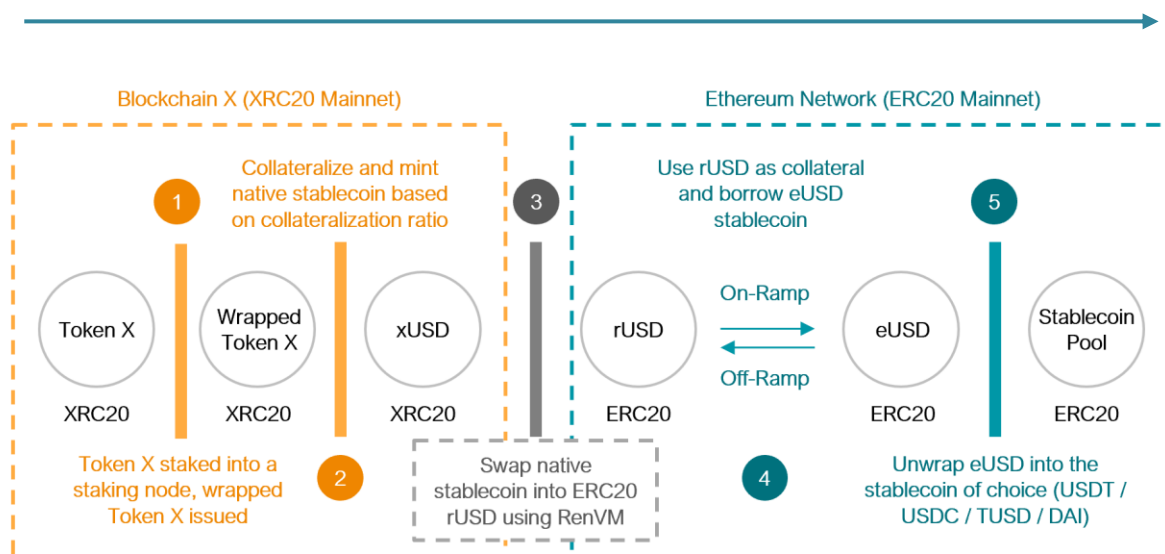 Blockchain X (XRC20 Mainnet)
Ethereum Network (ERC20 Mainnet)
1
Collateralize and mint
native stablecoin based
on collateralization ratio
3
Use rUSD as collateral
and borrow eUSD
stablecoin
5
Token X
Wrapped
Token X
xUSD
rUSD
On-Ramp
Off-Ramp
eUSD
Stablecoin
Pool
XRC20
XRC20
XRC20
ERC20
ERC20
ERC20
Token X staked into a
staking node, wrapped
Token X issued
2
Swap native
stablecoin into ERC20
rUSD using RenVM
4
Unwrap eUSD into the
stablecoin of choice (USDT /
USDC / TUSD / DAI)